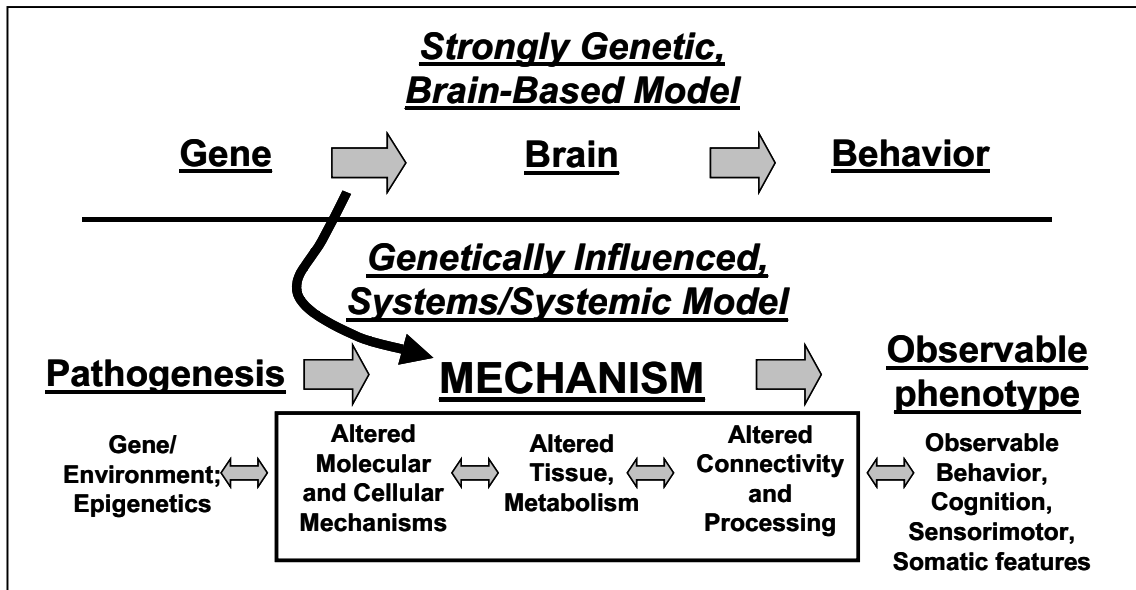 Strongly Genetic,
Brain-Based Model
Gene
Brain
Behavior
Genetically Influenced,
Systems/Systemic Model
Pathogenesis
MECHANISM
Observable
phenotype
Gene/
Environment;
Epigenetics
Altered
Molecular
and Cellular
Mechanisms
Altered
Tissue,
Metabolism
Altered
Connectivity
and
Processing
Observable
Behavior,
Cognition,
Sensorimotor,
Somatic features